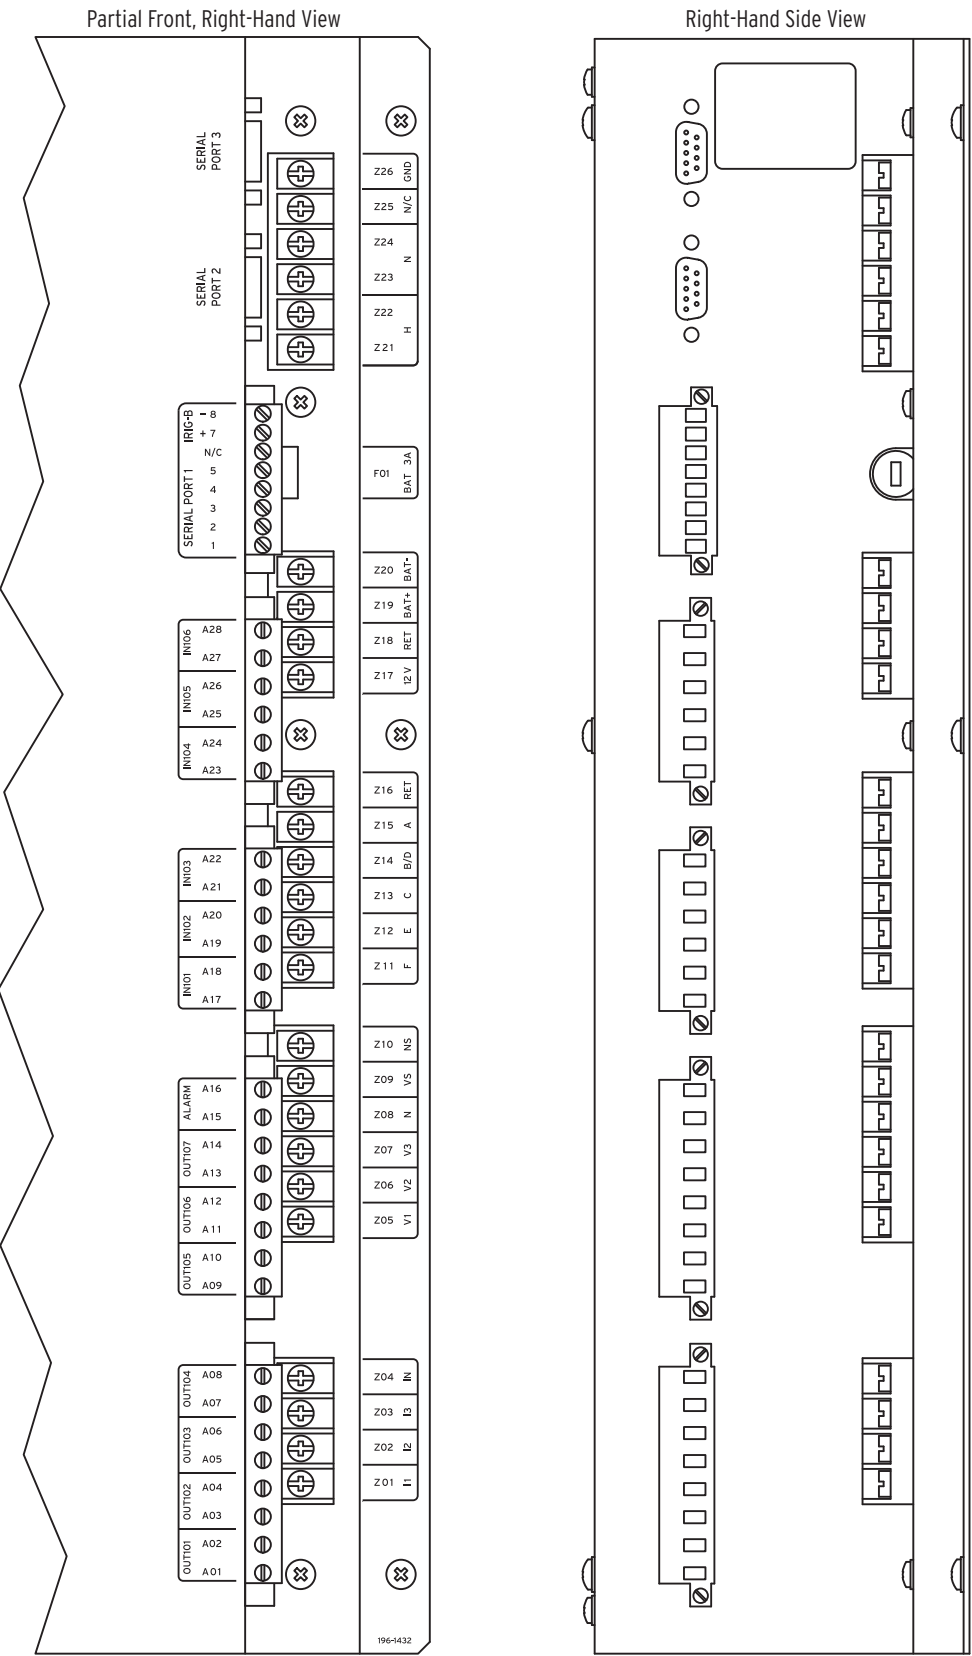 Partial Front, Right-Hand View
Right-Hand Side View
SERIAL
PORT 3
SERIAL
PORT 2
Z26 GND
Z25 N/C
Z24
N
Z23
Z22
H
Z21
IRIG-B
- 8
+ 7
N/C
SERIAL PORT 1
5
4
3
2
1
F01
BAT 3A
Z20 BAT-
Z19 BAT+
Z18 RET
Z17 12V
IN106
A28
A27
IN105
A26
A25
IN104
A24
A23
Z16 RET
Z15 A
Z14 B/D
Z13 C
Z12 E
Z11 F
IN103
A22
A21
IN102
A20
A19
IN101
A18
A17
Z10 NS
Z09 VS
Z08 N
Z07 V3
Z06 V2
Z05 V1
ALARM
A16
A15
OUT107
A14
A13
OUT106
A12
A11
OUT105
A10
A09
OUT104
A08
A07
OUT103
A06
A05
OUT102
A04
A03
OUT101
A02
A01
Z04 IN
Z03 I3
Z02 I2
Z01 I1
196-1432